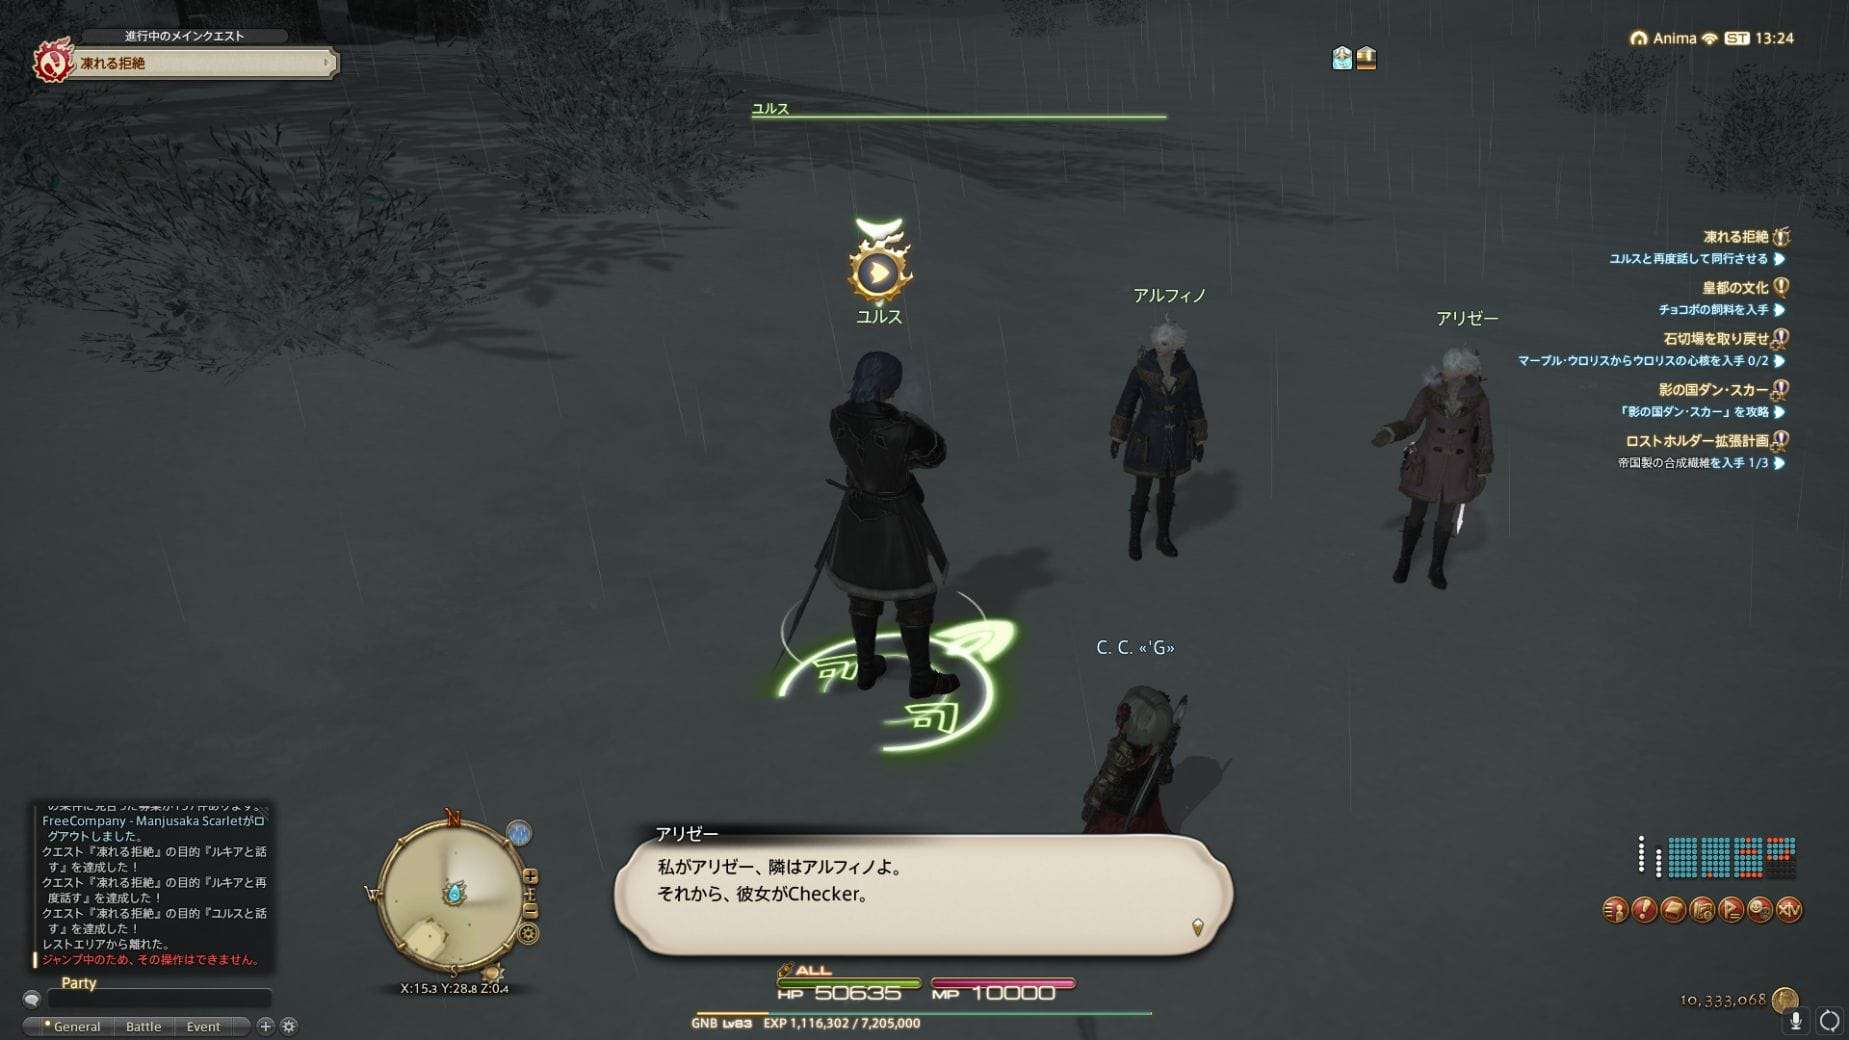 進行中のメインクエスト
凍れる拒絶
Anima ST 13:24
ユルス
ユルス
アルフィノ
アリゼー
凍れる拒絶
ユルスと再度話して同行させる
皇都の文化
チョコボの飼料を入手
石切場を取り戻せ
マーブル・ウロリスからウロリスの心核を入手 0/2
影の国ダン・スカー
『影の国ダン・スカー』を攻略
ロストホルダー拡張計画
帝国製の合成繊維を入手 1/3
C. C. «'G»
アリゼー
私がアリゼー、隣はアルフィノよ。
それから、彼女がChecker。
FreeCompany - Manjusaka Scarletがロ
グアウトしました。
クエスト『凍れる拒絶』の目的『ルキアと話
す』を達成した！
クエスト『凍れる拒絶』の目的『ルキアと再
度話す』を達成した！
クエスト『凍れる拒絶』の目的『ユルスと話
す』を達成した！
レストエリアから離れた。
ジャンプ中のため、その操作はできません。
Party
General Battle Event
N
W
S
X:15.3 Y:28.8 Z:0.4
ALL
HP 50635 MP 10000
GNB Lv83 EXP 1,116,302 / 7,205,000
XIV
10,333,068